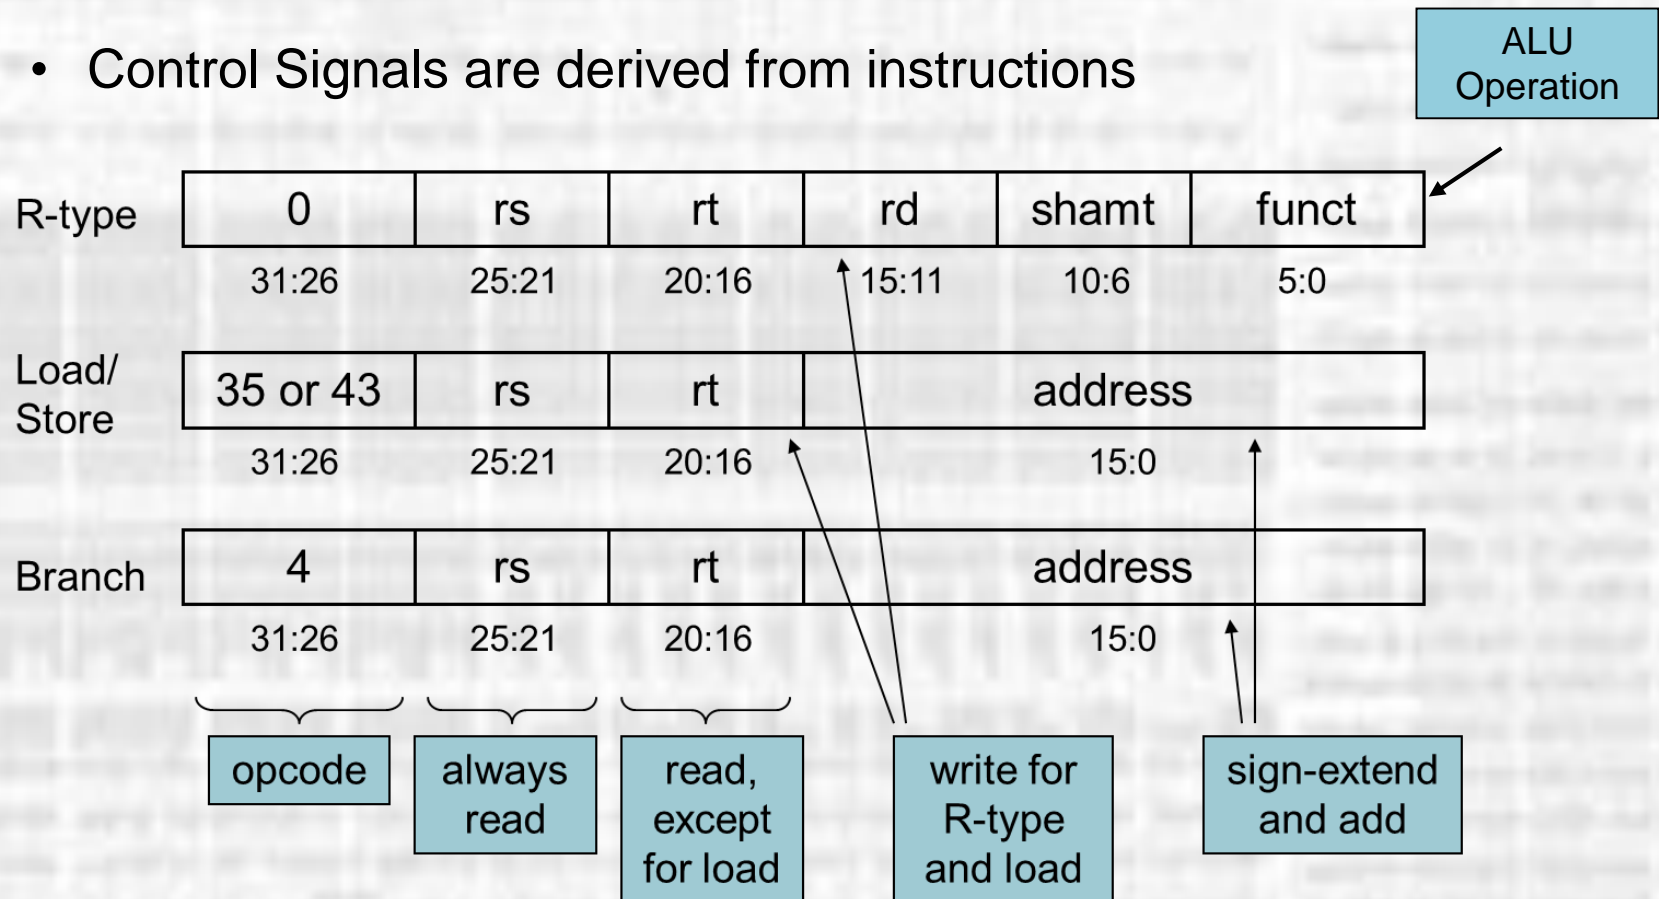 • Control Signals are derived from instructions
ALU
Operation
R-type 0 rs rt rd shamt funct
31:26 25:21 20:16 15:11 10:6 5:0
Load/
Store
35 or 43 rs rt address
31:26 25:21 20:16 15:0
Branch 4 rs rt address
31:26 25:21 20:16 15:0
opcode
always
read
read,
except
for load
write for
R-type
and load
sign-extend
and add